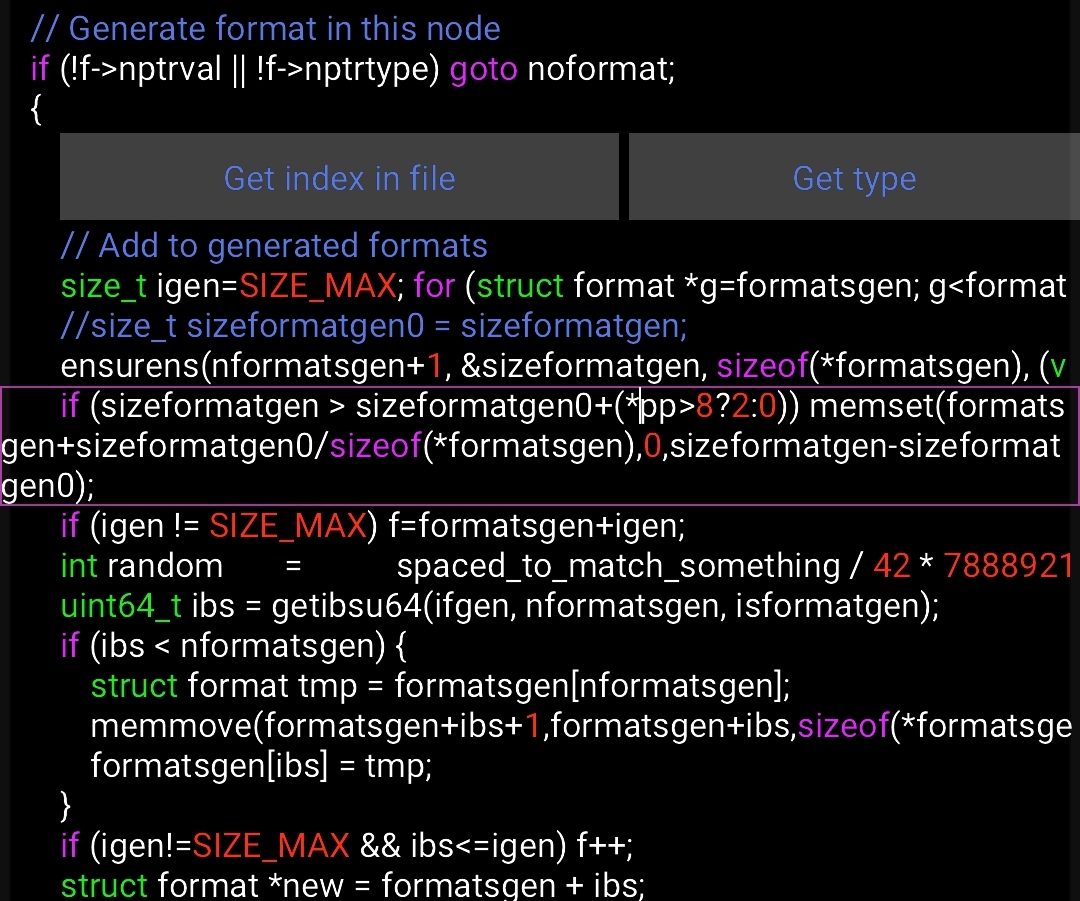 // Generate format in this node
if (!f->nptrval || !f->nptrtype) goto noformat;
{
Get index in file
Get type
// Add to generated formats
size_t igen=SIZE_MAX; for (struct format *g=formatsgen; g<format
//size_t sizeformatgen0 = sizeformatgen;
ensurens(nformatsgen+1, &sizeformatgen, sizeof(*formatsgen), (v
if (sizeformatgen > sizeformatgen0+(*pp>8?2:0)) memset(formats
gen+sizeformatgen0/sizeof(*formatsgen),0,sizeformatgen-sizeformat
gen0);
if (igen != SIZE_MAX) f=formatsgen+igen;
int random = spaced_to_match_something / 42 * 7888921
uint64_t ibs = getibsu64(ifgen, nformatsgen, isformatgen);
if (ibs < nformatsgen) {
struct format tmp = formatsgen[nformatsgen];
memmove(formatsgen+ibs+1,formatsgen+ibs,sizeof(*formatsge
formatsgen[ibs] = tmp;
}
if (igen!=SIZE_MAX && ibs<=igen) f++;
struct format *new = formatsgen + ibs;